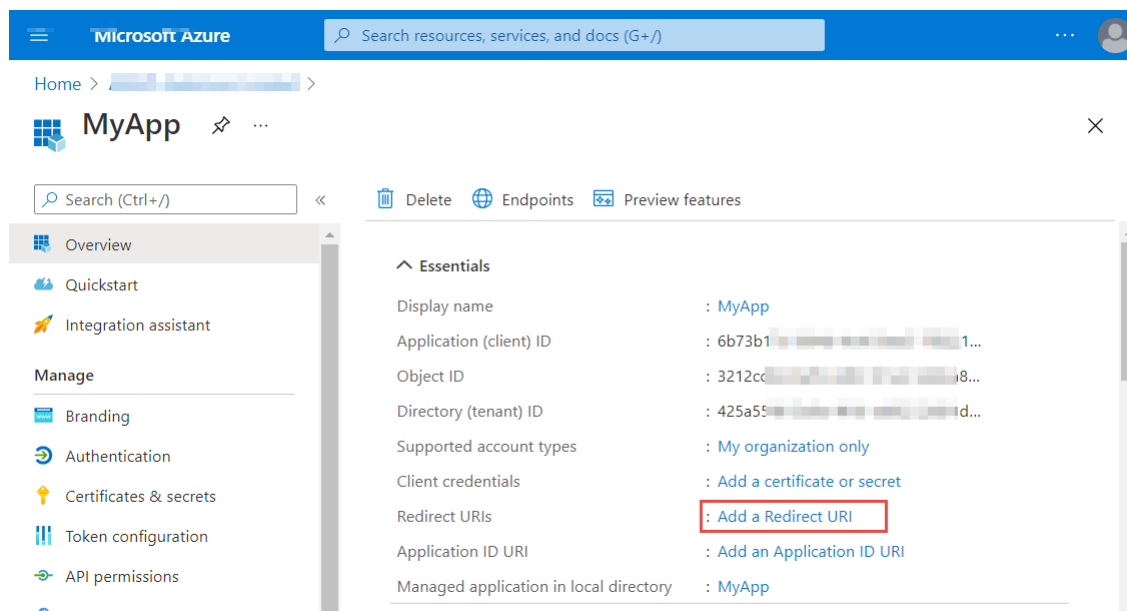 Microsoft Azure
Search resources, services, and docs (G+/)
Home >
>
MyApp
Search (Ctrl+/)
«
Delete
Endpoints
Preview features
Overview
Quickstart
Integration assistant
Manage
Branding
Authentication
Certificates & secrets
Token configuration
API permissions
Essentials
Display name : MyApp
Application (client) ID : 6b73b1 1...
Object ID : 3212cc a8...
Directory (tenant) ID : 425a55 d...
Supported account types : My organization only
Client credentials : Add a certificate or secret
Redirect URIs : Add a Redirect URI
Application ID URI : Add an Application ID URI
Managed application in local directory : MyApp